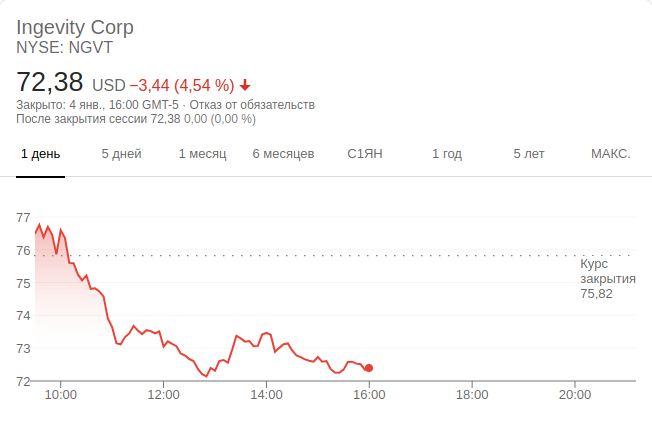 Ingevity Corp
NYSE: NGVT
72,38 USD −3,44 (4,54 %)
Закрыто: 4 янв., 16:00 GMT-5 · Отказ от обязательств
После закрытия сессии 72,38 0,00 (0,00 %)
1 день 5 дней 1 месяц 6 месяцев С1ЯН 1 год 5 лет МАКС.
77
76
Курс
закрытия
75,82
75
74
73
72
10:00 12:00 14:00 16:00 18:00 20:00